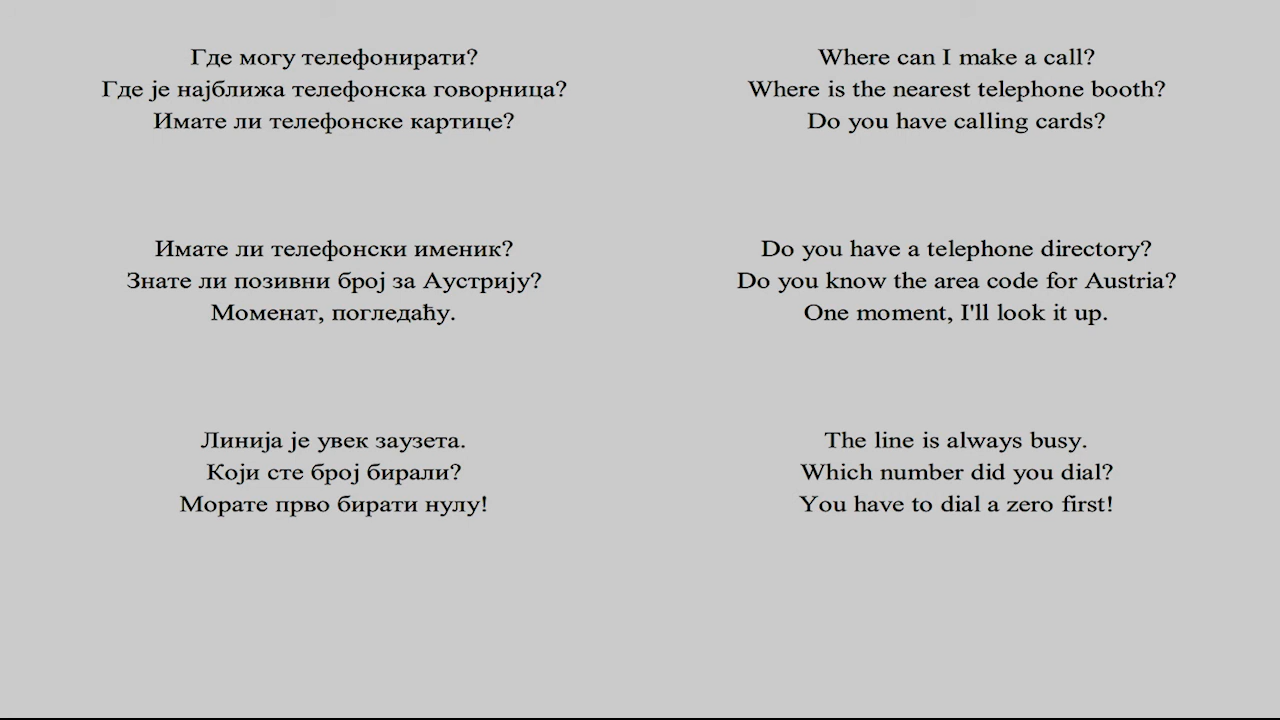 Где могу телефонирати?
Где је најближа телефонска говорница?
Имате ли телефонске картице?
Имате ли телефонски именик?
Знате ли позивни број за Аустрију?
Моменат, погледаћу.
Линија је увек заузета.
Који сте број бирали?
Морате прво бирати нулу!
Where can I make a call?
Where is the nearest telephone booth?
Do you have calling cards?
Do you have a telephone directory?
Do you know the area code for Austria?
One moment, I'll look it up.
The line is always busy.
Which number did you dial?
You have to dial a zero first!